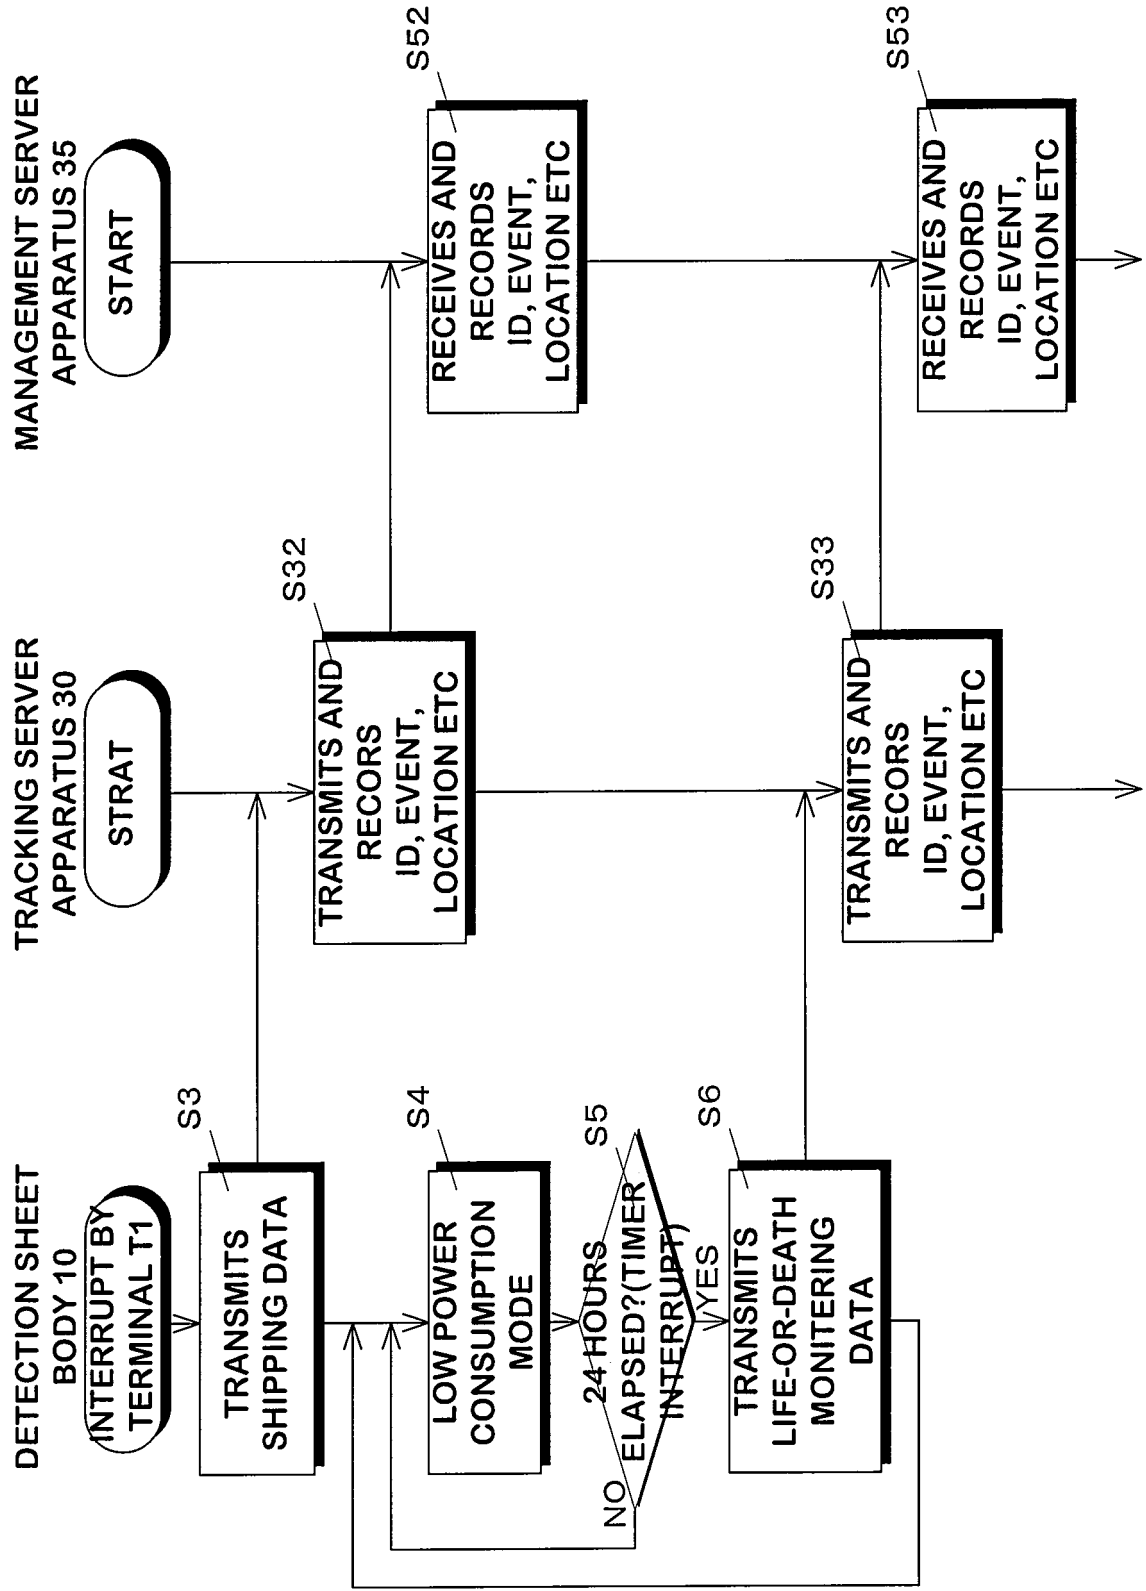 DETECTION SHEET
BODY 10
INTERRUPT BY
TERMINAL T1
S3
TRANSMITS
SHIPPING DATA
S4
LOW POWER
CONSUMPTION
MODE
S5
24 HOURS
ELAPSED?(TIMER
INTERRUPT)
NO
YES
S6
TRANSMITS
LIFE-OR-DEATH
MONITERING
DATA
TRACKING SERVER
APPARATUS 30
STRAT
S32
TRANSMITS AND
RECORS
ID, EVENT,
LOCATION ETC
S33
TRANSMITS AND
RECORS
ID, EVENT,
LOCATION ETC
MANAGEMENT SERVER
APPARATUS 35
START
S52
RECEIVES AND
RECORDS
ID, EVENT,
LOCATION ETC
S53
RECEIVES AND
RECORDS
ID, EVENT,
LOCATION ETC